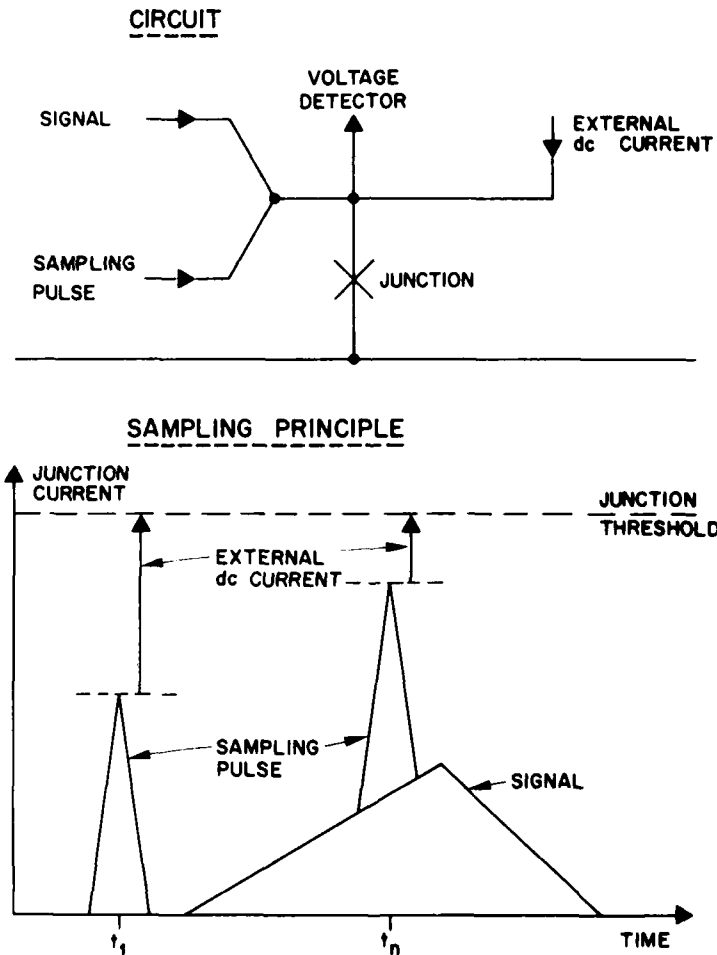 CIRCUIT
VOLTAGE
DETECTOR
SIGNAL
EXTERNAL
dc CURRENT
SAMPLING
PULSE
JUNCTION
SAMPLING PRINCIPLE
JUNCTION
CURRENT
JUNCTION
THRESHOLD
EXTERNAL
dc CURRENT
SAMPLING
PULSE
SIGNAL
t₁
tₙ
TIME